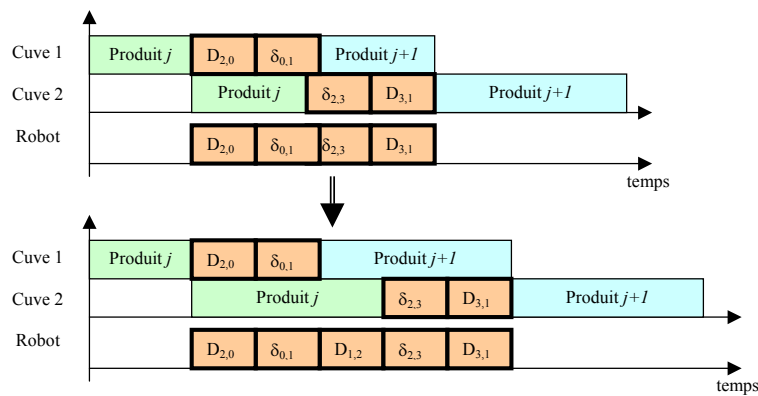 Cuve 1 Produit j D2,0 δ0,1 Produit j+1
Cuve 2 Produit j δ2,3 D3,1 Produit j+1
Robot D2,0 δ0,1 δ2,3 D3,1
temps
Cuve 1 Produit j D2,0 δ0,1 Produit j+1
Cuve 2 Produit j δ2,3 D3,1 Produit j+1
Robot D2,0 δ0,1 D1,2 δ2,3 D3,1
temps